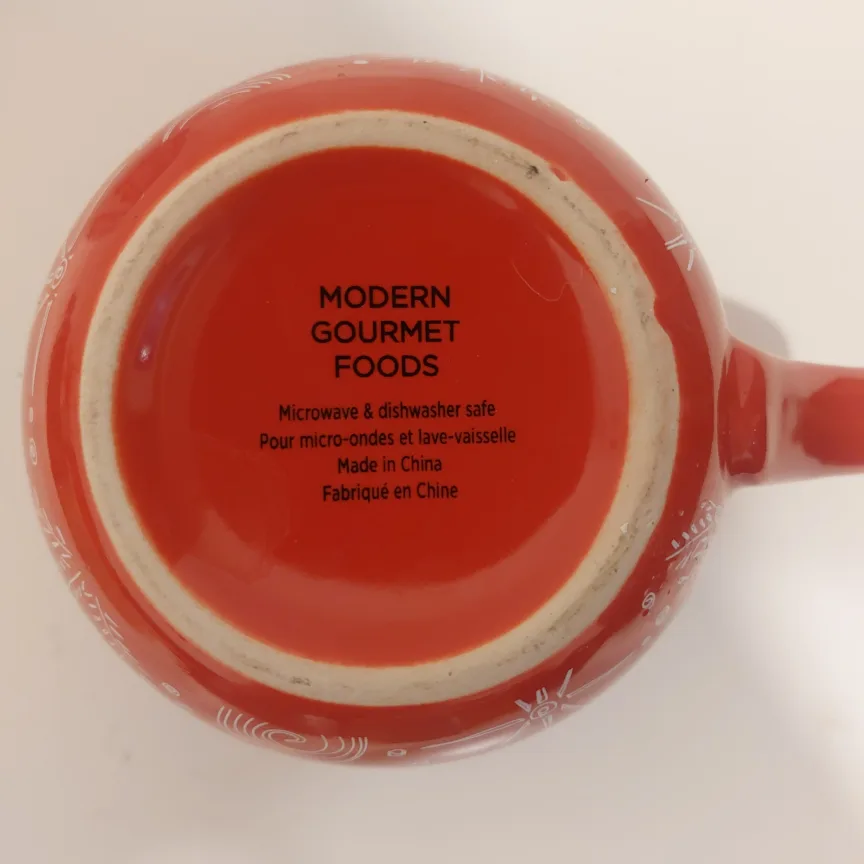 MODERN
GOURMET
FOODS
Microwave & dishwasher safe
Pour micro-ondes et lave-vaisselle
Made in China
Fabriqué en Chine